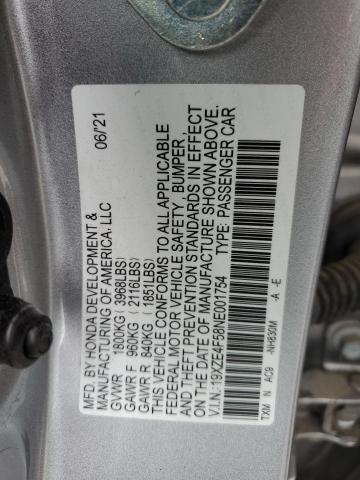 MFD. BY HONDA DEVELOPMENT & 06/'21
MANUFACTURING OF AMERICA, LLC
GVWR 1800KG (3968LBS)
GAWR F 960KG (2116LBS)
GAWR R 840KG (1851LBS)
THIS VEHICLE CONFORMS TO ALL APPLICABLE
FEDERAL MOTOR VEHICLE SAFETY, BUMPER,
AND THEFT PREVENTION STANDARDS IN EFFECT
ON THE DATE OF MANUFACTURE SHOWN ABOVE.
V.I.N.:19XZE4F58NE001754 TYPE: PASSENGER CAR
TXM N AC9 -NH830M -A -E